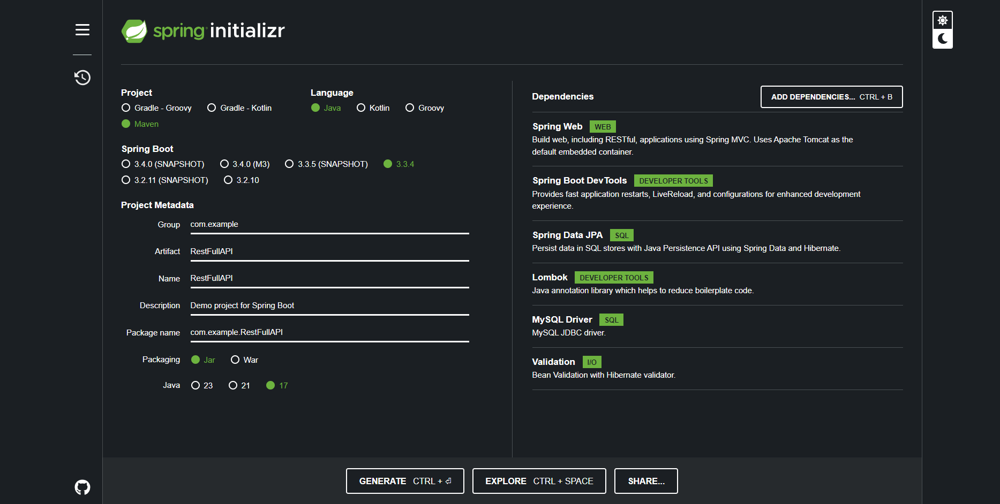 spring initializr
Project
Gradle - Groovy Gradle - Kotlin
Maven
Language
Java Kotlin Groovy
Spring Boot
3.4.0 (SNAPSHOT) 3.4.0 (M3) 3.3.5 (SNAPSHOT) 3.3.4
3.2.11 (SNAPSHOT) 3.2.10
Project Metadata
Group com.example
Artifact RestFullAPI
Name RestFullAPI
Description Demo project for Spring Boot
Package name com.example.RestFullAPI
Packaging Jar War
Java 23 21 17
Dependencies ADD DEPENDENCIES... CTRL + B
Spring Web WEB
Build web, including RESTful, applications using Spring MVC. Uses Apache Tomcat as the
default embedded container.
Spring Boot DevTools DEVELOPER TOOLS
Provides fast application restarts, LiveReload, and configurations for enhanced development
experience.
Spring Data JPA SQL
Persist data in SQL stores with Java Persistence API using Spring Data and Hibernate.
Lombok DEVELOPER TOOLS
Java annotation library which helps to reduce boilerplate code.
MySQL Driver SQL
MySQL JDBC driver.
Validation I/O
Bean Validation with Hibernate validator.
GENERATE CTRL + ⏎ EXPLORE CTRL + SPACE SHARE...